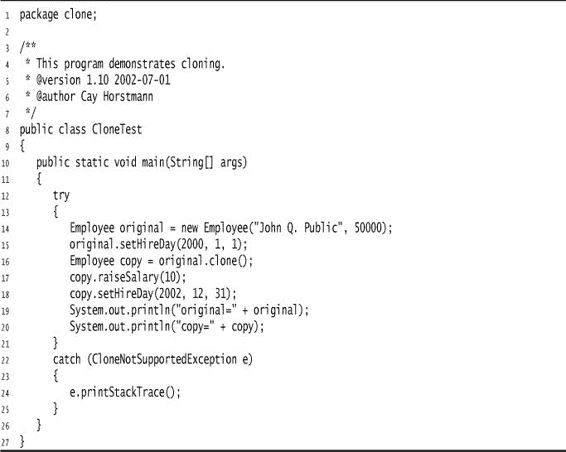 1 package clone;
2
3 /**
4  * This program demonstrates cloning.
5  * @version 1.10 2002-07-01
6  * @author Cay Horstmann
7  */
8 public class CloneTest
9 {
10    public static void main(String[] args)
11    {
12       try
13       {
14          Employee original = new Employee("John Q. Public", 50000);
15          original.setHireDay(2000, 1, 1);
16          Employee copy = original.clone();
17          copy.raiseSalary(10);
18          copy.setHireDay(2002, 12, 31);
19          System.out.println("original=" + original);
20          System.out.println("copy=" + copy);
21       }
22       catch (CloneNotSupportedException e)
23       {
24          e.printStackTrace();
25       }
26    }
27 }